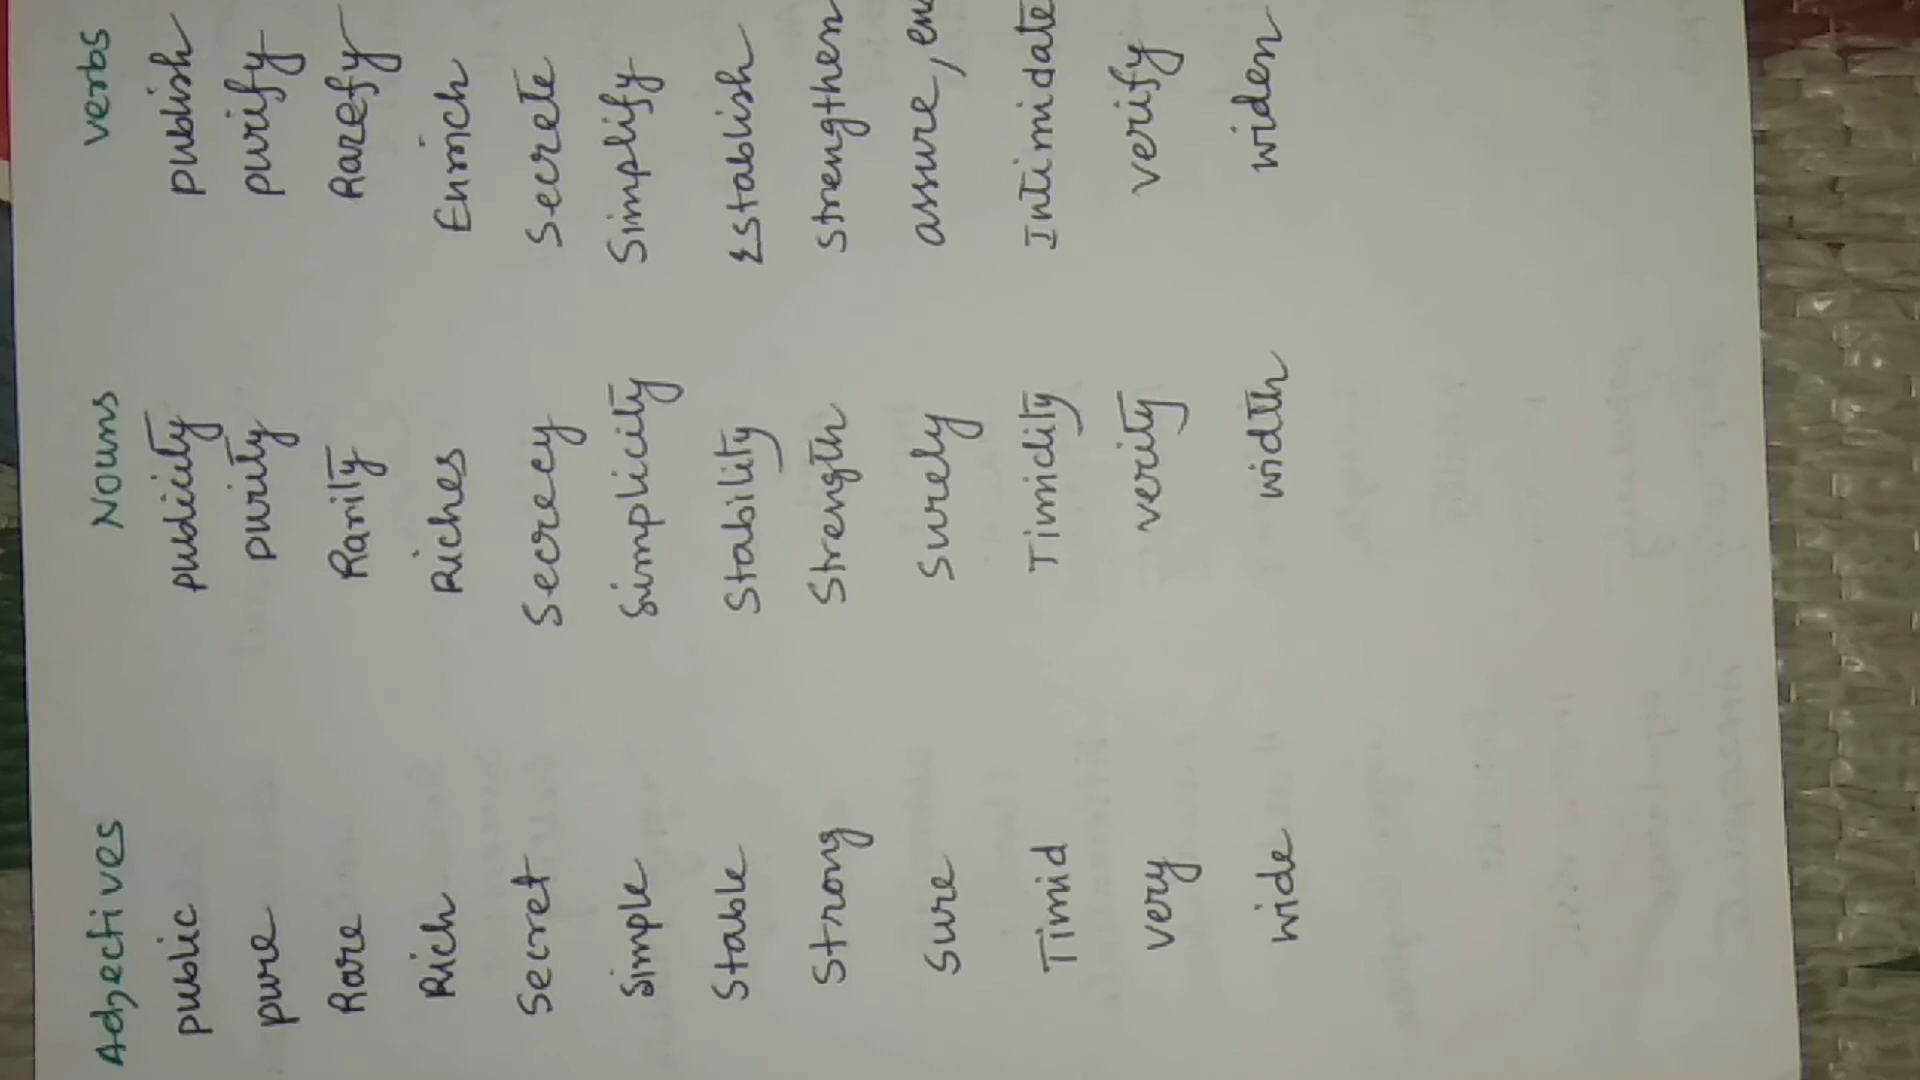 Adjectives Nouns verbs
public publicity publish
pure purity purify
Rare Rarity Rarefy
Rich Riches Enrich
Secret Secrecy Secrete
Simple Simplicity Simplify
Stable Stability Establish
Strong Strength Strengthen
Sure Surely assure,
Timid Timidity Intimidate
very verity verify
wide width widen